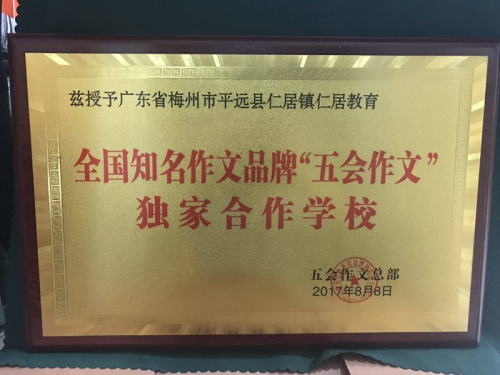 兹授予广东省梅州市平远县仁居镇仁居教育
全国知名作文品牌“五会作文”
独家合作学校
五会作文总部
2017年8月8日